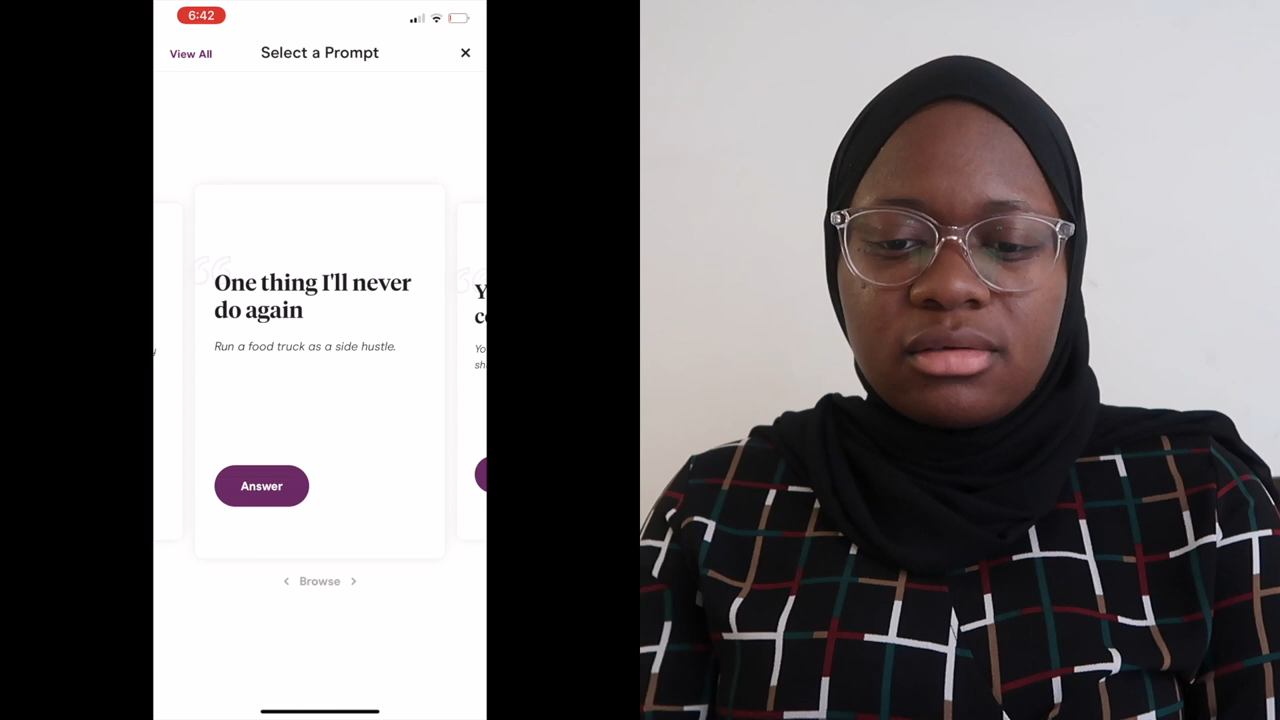 6:42
View All
Select a Prompt
One thing I'll never
do again
Run a food truck as a side hustle.
Answer
Browse